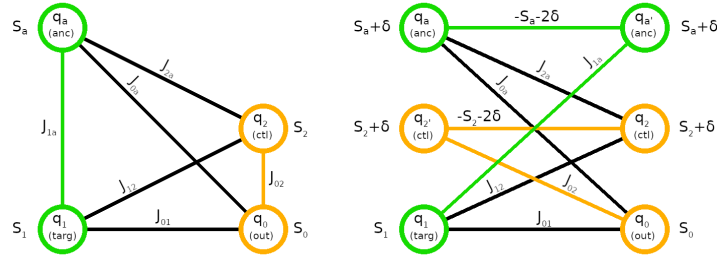 Sₐ
qₐ
(anc)
J₂ₐ
J₀ₐ
J₁ₐ
q₂
(ctl)
S₂
J₁₂
J₀₂
S₁
q₁
(targ)
J₀₁
q₀
(out)
S₀
Sₐ+δ
qₐ
(anc)
-Sₐ-2δ
qₐ'
(anc)
Sₐ+δ
J₂ₐ
J₁ₐ
J₀ₐ
S₂+δ
q₂'
(ctl)
-S₂-2δ
q₂
(ctl)
S₂+δ
J₁₂
J₀₂
S₁
q₁
(targ)
J₀₁
q₀
(out)
S₀